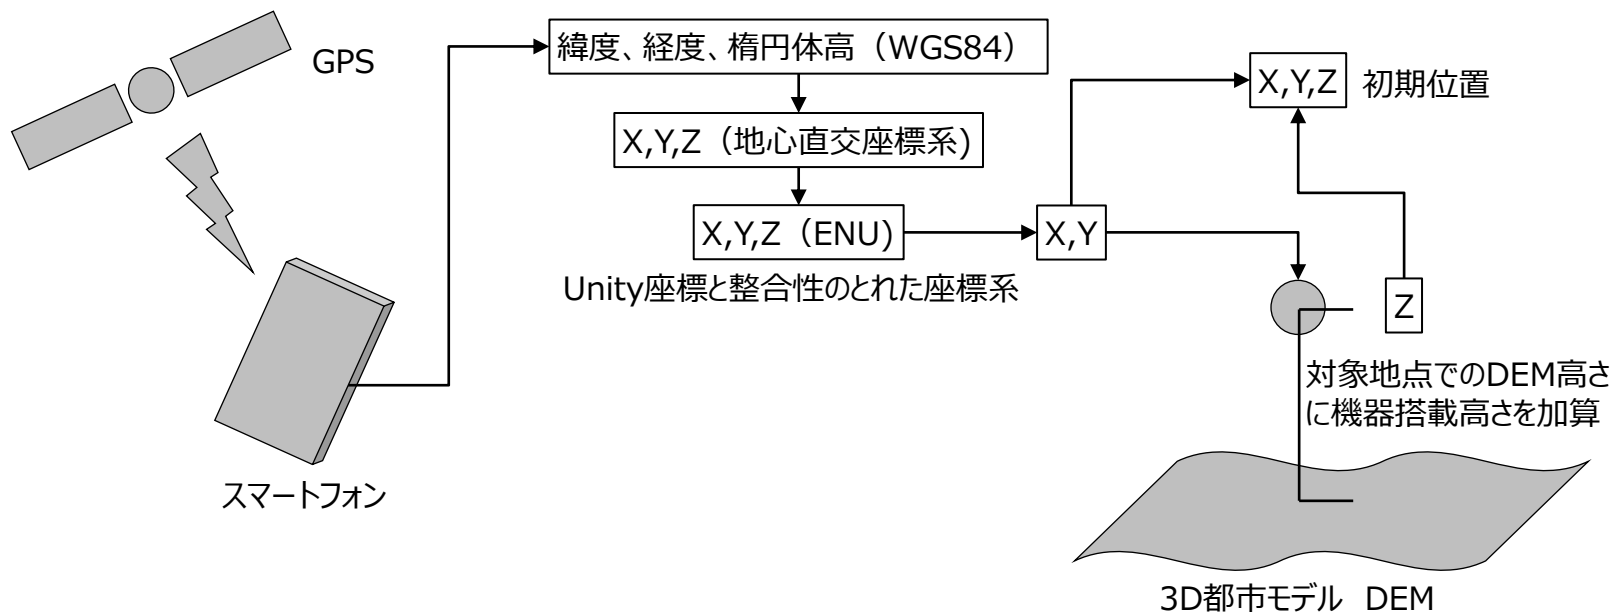 GPS
緯度、経度、楕円体高（WGS84）
X,Y,Z（地心直交座標系)
X,Y,Z（ENU)
Unity座標と整合性のとれた座標系
X,Y
X,Y,Z
初期位置
Z
対象地点でのDEM高さ
に機器搭載高さを加算
スマートフォン
3D都市モデル　DEM